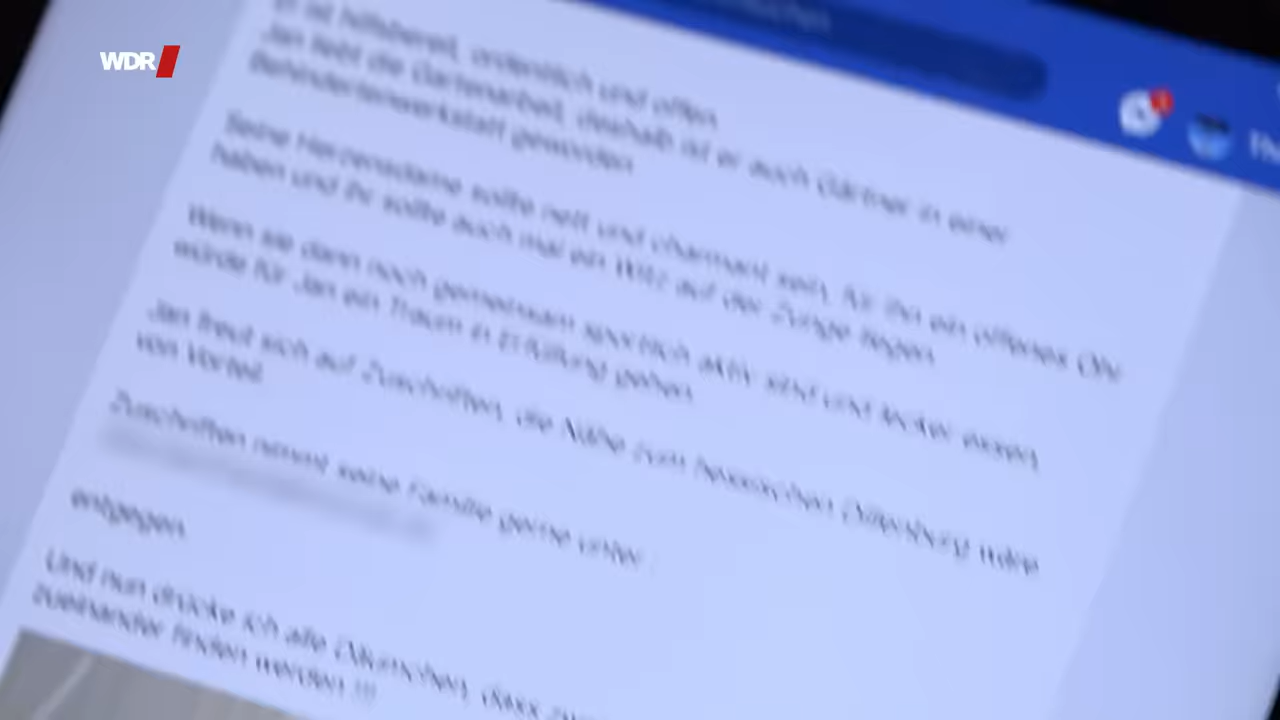 WDR
Er ist hilfsbereit, ordentlich und offen.
Jan liebt die Gartenarbeit, deshalb ist er auch Gärtner in einer
Behindertenwerkstatt geworden.
Seine Herzensdame sollte nett und charmant sein, für ihn ein offenes Ohr
haben und ihr sollte auch mal ein Witz auf der Zunge liegen.
Wenn sie dann noch gemeinsam sportlich aktiv sind und lecker essen,
würde für Jan ein Traum in Erfüllung gehen.
Jan freut sich auf Zuschriften, die Nähe zum hessischen Dillenburg wäre
von Vorteil.
Zuschriften nimmt seine Familie gerne unter :
entgegen.
Und nun drücke ich alle Däumchen, dass
zueinander finden werden !!!